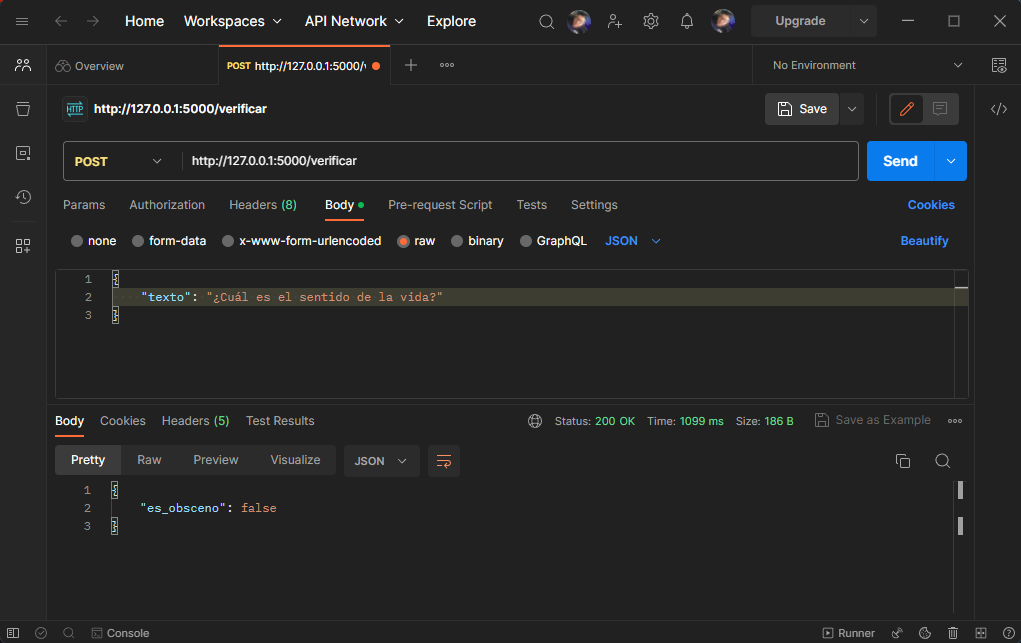 Home Workspaces API Network Explore Upgrade
Overview POST http://127.0.0.1:5000/v No Environment
HTTP http://127.0.0.1:5000/verificar Save
POST http://127.0.0.1:5000/verificar Send
Params Authorization Headers (8) Body Pre-request Script Tests Settings Cookies
none form-data x-www-form-urlencoded raw binary GraphQL JSON Beautify
1 {
2 "texto": "¿Cuál es el sentido de la vida?"
3 }
Body Cookies Headers (5) Test Results Status: 200 OK Time: 1099 ms Size: 186 B Save as Example
Pretty Raw Preview Visualize JSON
1 {
2 "es_obsceno": false
3 }
Console Runner